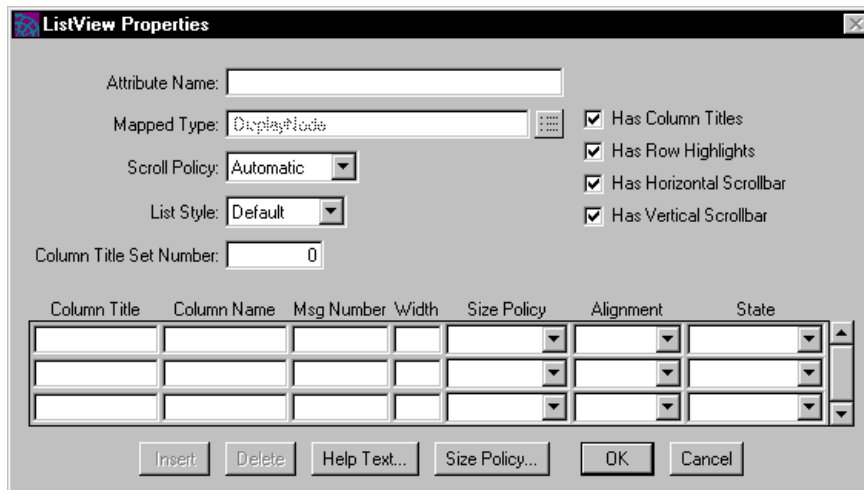 ListView Properties
Attribute Name:
Mapped Type: DisplayNode
Has Column Titles
Scroll Policy: Automatic
Has Row Highlights
List Style: Default
Has Horizontal Scrollbar
Has Vertical Scrollbar
Column Title Set Number: 0
Column Title Column Name Msg Number Width Size Policy Alignment State
Insert Delete Help Text... Size Policy... OK Cancel